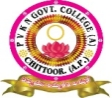 P V K N GOVT. COLLEGE (A)
CHITTOOR. (A.P.)